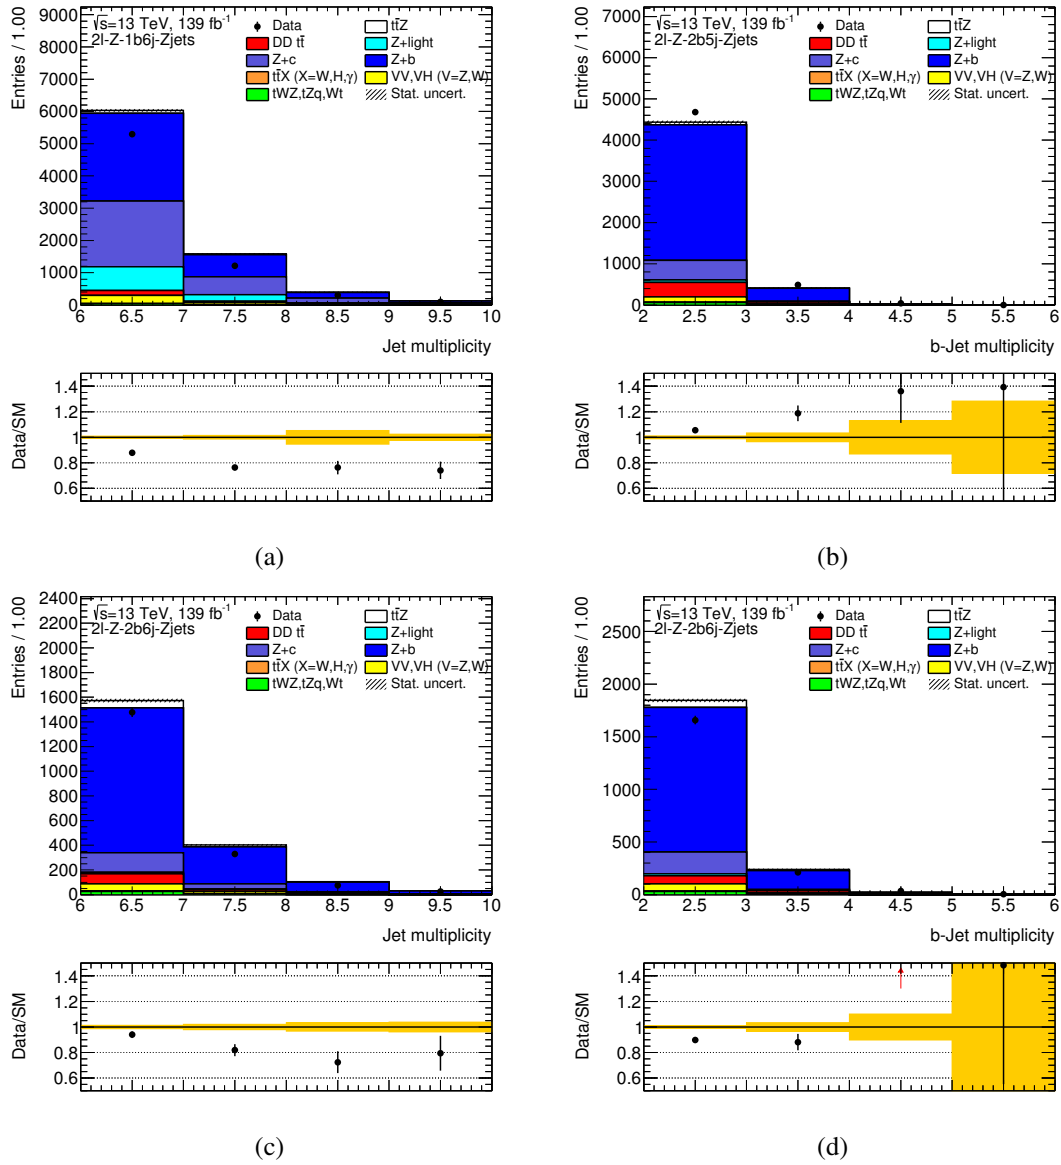 Entries / 1.00
9000
8000
7000
6000
5000
4000
3000
2000
1000
0
√s=13 TeV, 139 fb⁻¹
2l-Z-1b6j-Zjets
Data
tt̄Z
DD tt̄
Z+light
Z+c
Z+b
tt̄X (X=W,H,γ)
VV,VH (V=Z,W)
tWZ,tZq,Wt
Stat. uncert.
6 6.5 7 7.5 8 8.5 9 9.5 10
Jet multiplicity
Data/SM
1.4
1.2
1
0.8
0.6
(a)
Entries / 1.00
7000
6000
5000
4000
3000
2000
1000
0
√s=13 TeV, 139 fb⁻¹
2l-Z-2b5j-Zjets
Data
tt̄Z
DD tt̄
Z+light
Z+c
Z+b
tt̄X (X=W,H,γ)
VV,VH (V=Z,W)
tWZ,tZq,Wt
Stat. uncert.
2 2.5 3 3.5 4 4.5 5 5.5 6
b-Jet multiplicity
Data/SM
1.4
1.2
1
0.8
0.6
(b)
Entries / 1.00
2400
2200
2000
1800
1600
1400
1200
1000
800
600
400
200
0
√s=13 TeV, 139 fb⁻¹
2l-Z-2b6j-Zjets
Data
tt̄Z
DD tt̄
Z+light
Z+c
Z+b
tt̄X (X=W,H,γ)
VV,VH (V=Z,W)
tWZ,tZq,Wt
Stat. uncert.
6 6.5 7 7.5 8 8.5 9 9.5 10
Jet multiplicity
Data/SM
1.4
1.2
1
0.8
0.6
(c)
Entries / 1.00
2500
2000
1500
1000
500
0
√s=13 TeV, 139 fb⁻¹
2l-Z-2b6j-Zjets
Data
tt̄Z
DD tt̄
Z+light
Z+c
Z+b
tt̄X (X=W,H,γ)
VV,VH (V=Z,W)
tWZ,tZq,Wt
Stat. uncert.
2 2.5 3 3.5 4 4.5 5 5.5 6
b-Jet multiplicity
Data/SM
1.4
1.2
1
0.8
0.6
(d)